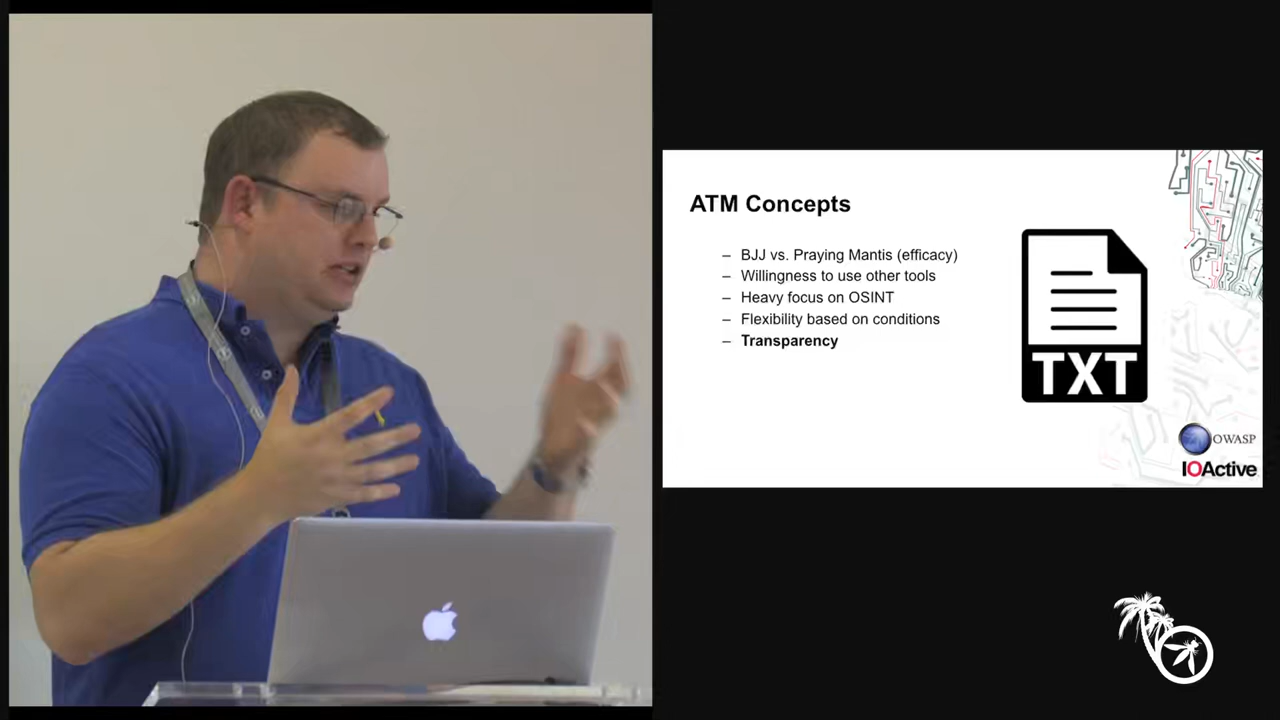 ATM Concepts
– BJJ vs. Praying Mantis (efficacy)
– Willingness to use other tools
– Heavy focus on OSINT
– Flexibility based on conditions
– Transparency
TXT
OWASP
IOActive